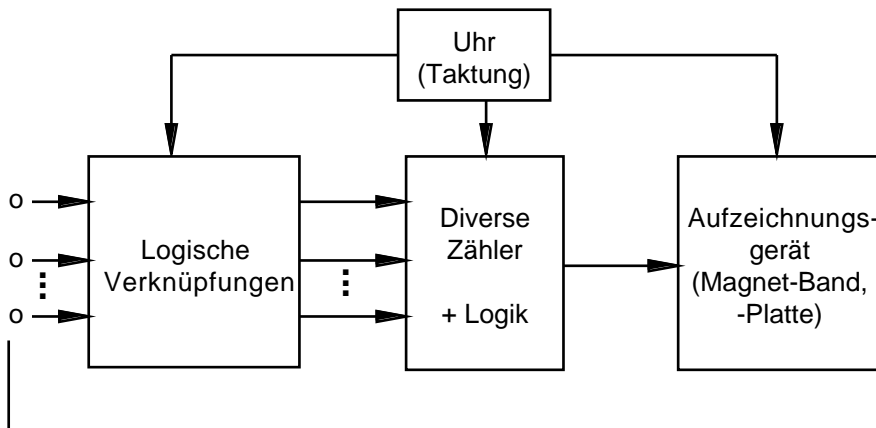 Uhr
(Taktung)
o
o
o
Logische
Verknüpfungen
Diverse
Zähler
+ Logik
Aufzeichnungs-
gerät
(Magnet-Band,
-Platte)